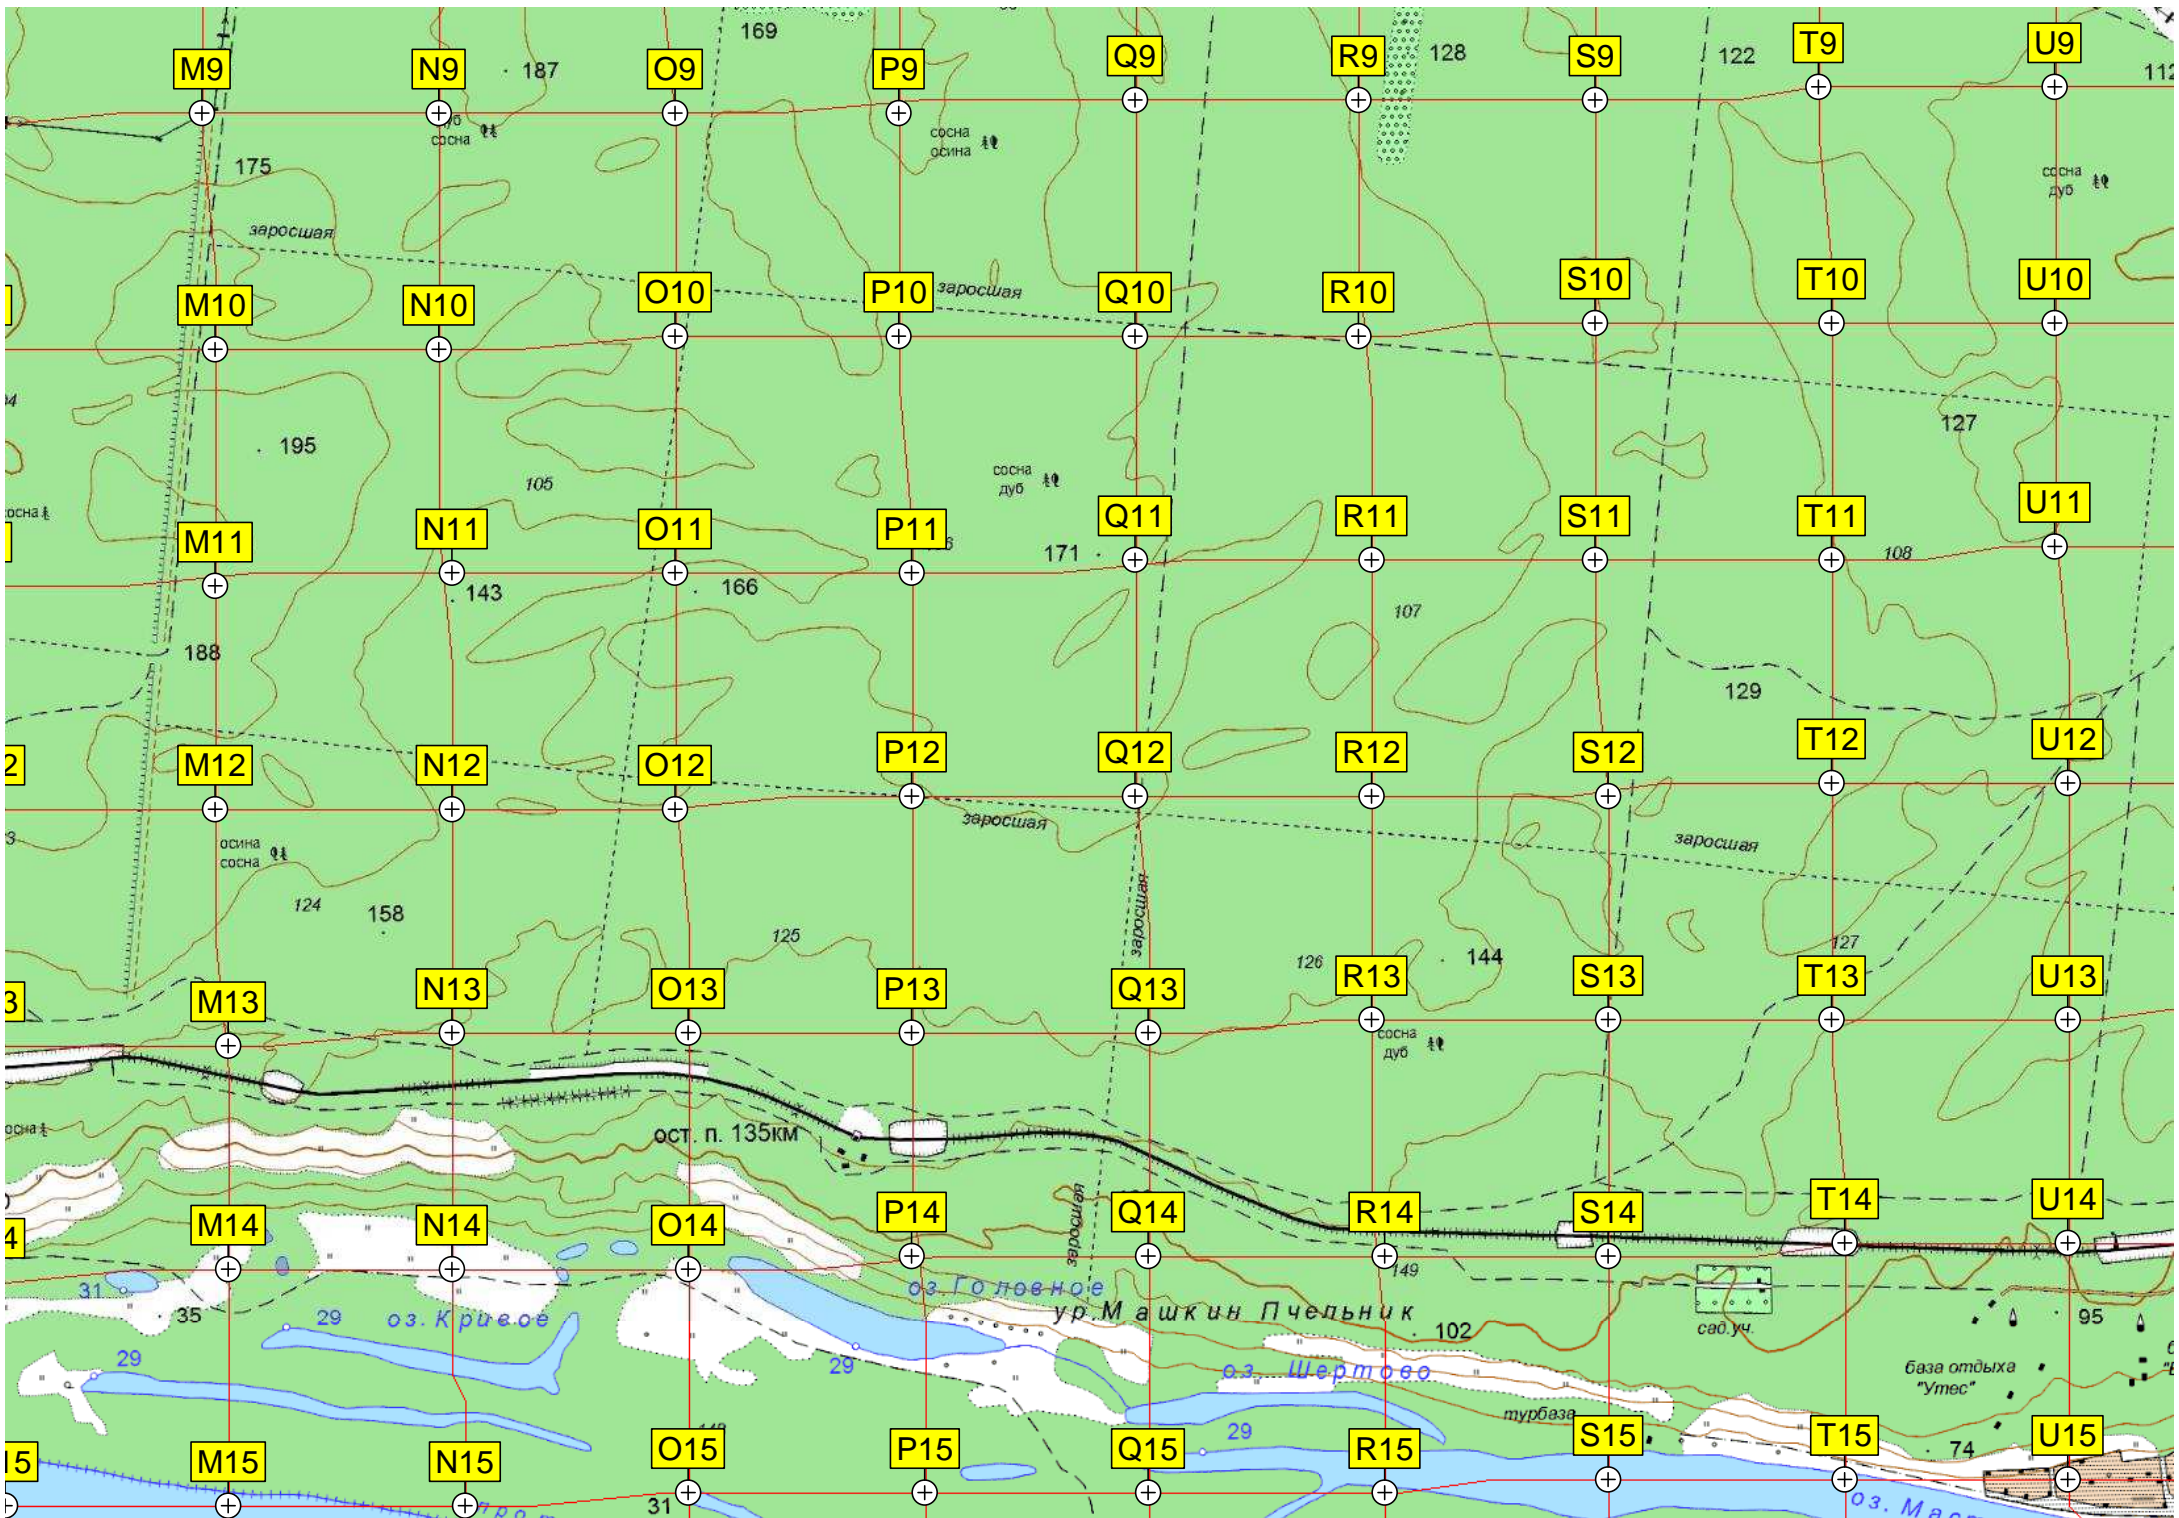 169
M9
N9
187
O9
P9
Q9
R9
128
S9
122
T9
U9
сосна
сосна
осина
175
сосна
дуб
заросшая
M10
N10
O10
P10
заросшая
Q10
R10
S10
T10
U10
195
105
127
сосна
дуб
M11
N11
O11
P11
171
Q11
R11
S11
T11
108
U11
143
166
107
188
129
M12
N12
O12
P12
Q12
R12
S12
T12
U12
заросшая
заросшая
осина
сосна
124
158
125
заросшая
126
144
127
M13
N13
O13
P13
Q13
R13
S13
T13
U13
сосна
дуб
ост. п. 135км
заросшая
M14
N14
O14
P14
Q14
R14
S14
T14
U14
149
31
35
29
оз. Кривое
оз. Головное
ур. Машкин Пчельник
102
сад.уч.
95
29
29
оз. Шертово
база отдыха
"Утес"
турбаза
29
74
M15
N15
O15
P15
Q15
R15
S15
T15
U15
31